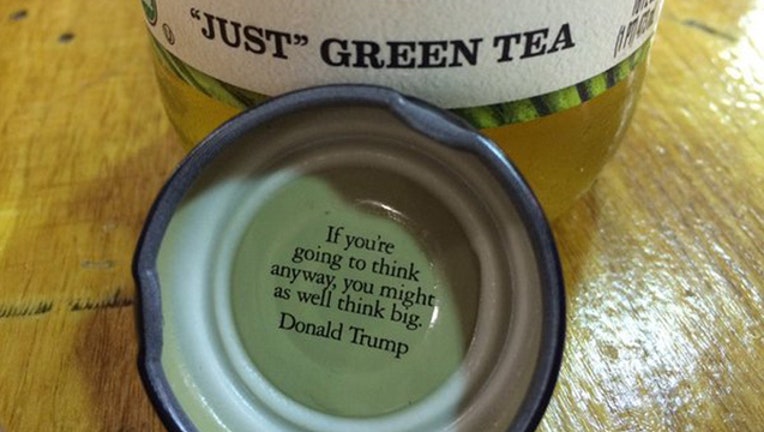 "JUST" GREEN TEA
If you're
going to think
anyway, you might
as well think big.
Donald Trump